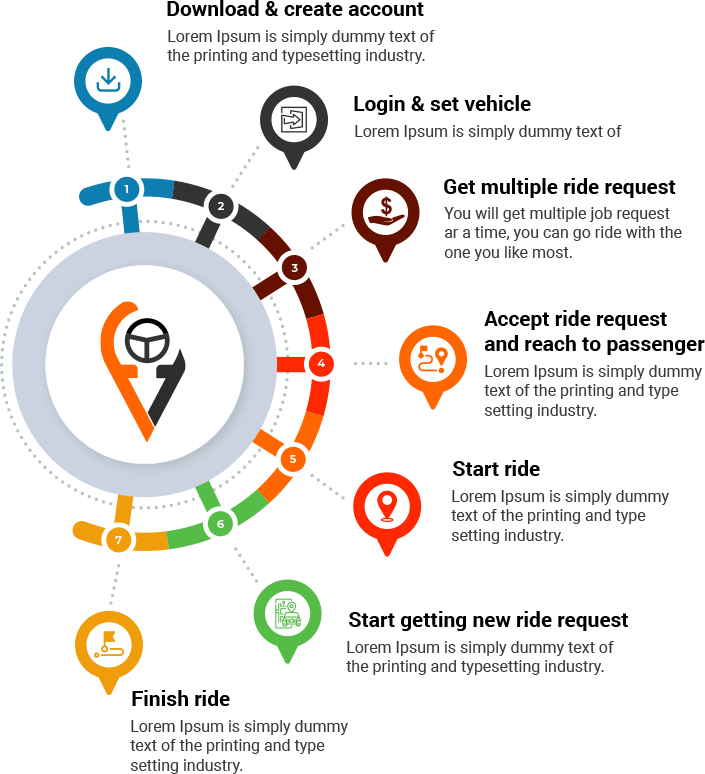 Download & create account
Lorem Ipsum is simply dummy text of
the printing and typesetting industry.
Login & set vehicle
Lorem Ipsum is simply dummy text of
1
2
Get multiple ride request
You will get multiple job request
ar a time, you can go ride with the
one you like most.
3
Accept ride request
and reach to passenger
Lorem Ipsum is simply dummy
text of the printing and type
setting industry.
4
Start ride
Lorem Ipsum is simply dummy
text of the printing and type
setting industry.
5
6
7
Start getting new ride request
Lorem Ipsum is simply dummy text of
the printing and typesetting industry.
Finish ride
Lorem Ipsum is simply dummy
text of the printing and type
setting industry.